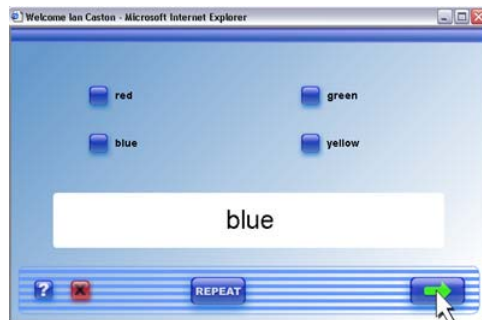 Welcome Ian Caston - Microsoft Internet Explorer
red
green
blue
yellow
blue
?
REPEAT